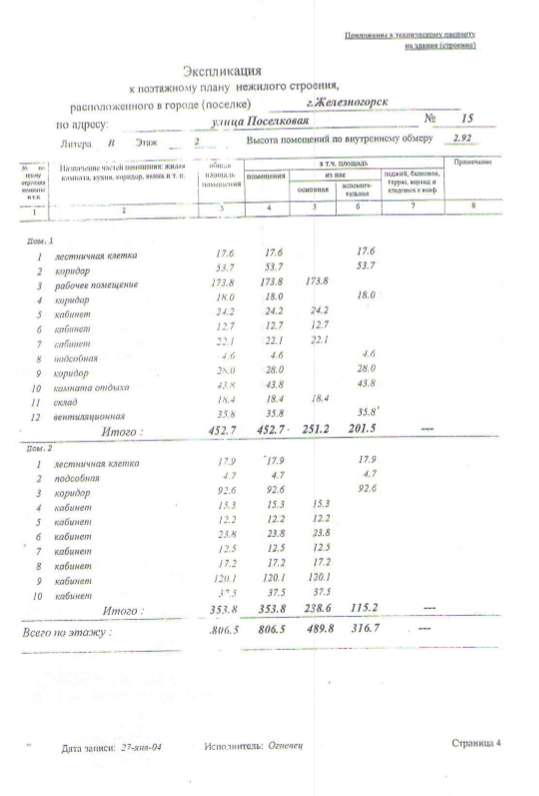 Приложение к техническому паспорту
на здания (строения)
Экспликация
к поэтажному плану нежилого строения,
расположенного в городе (поселке) г.Железногорск
по адресу: улица Поселковая № 15
Литера Н Этаж 2 Высота помещений по внутреннему обмеру 2.92
Назначение частей помещения: жилая комната, кухня, коридор, ванна и т. п. общая площадь помещений в т.ч. площадь Примечание
помещения из нее лоджий, балконов, террас, веранд и кладовых с коэф.
основная вспомогательная
1 2 3 4 5 6 7 8
Пом. 1
1 лестничная клетка 17.6 17.6 17.6
2 коридор 53.7 53.7 53.7
3 рабочее помещение 173.8 173.8 173.8
4 коридор 18.0 18.0 18.0
5 кабинет 24.2 24.2 24.2
6 кабинет 12.7 12.7 12.7
7 кабинет 22.1 22.1 22.1
8 подсобная 4.6 4.6 4.6
9 коридор 28.0 28.0 28.0
10 комната отдыха 43.8 43.8 43.8
11 склад 18.4 18.4 18.4
12 вентиляционная 35.8 35.8 35.8
Итого : 452.7 452.7 251.2 201.5 ---
Пом. 2
1 лестничная клетка 17.9 17.9 17.9
2 подсобная 4.7 4.7 4.7
3 коридор 92.6 92.6 92.6
4 кабинет 15.3 15.3 15.3
5 кабинет 12.2 12.2 12.2
6 кабинет 23.8 23.8 23.8
7 кабинет 12.5 12.5 12.5
8 кабинет 17.2 17.2 17.2
9 кабинет 120.1 120.1 120.1
10 кабинет 37.5 37.5 37.5
Итого : 353.8 353.8 238.6 115.2 ---
Всего по этажу : 806.5 806.5 489.8 316.7 ---
Дата записи: 27-янв-04 Исполнитель: Огневец Страница 4